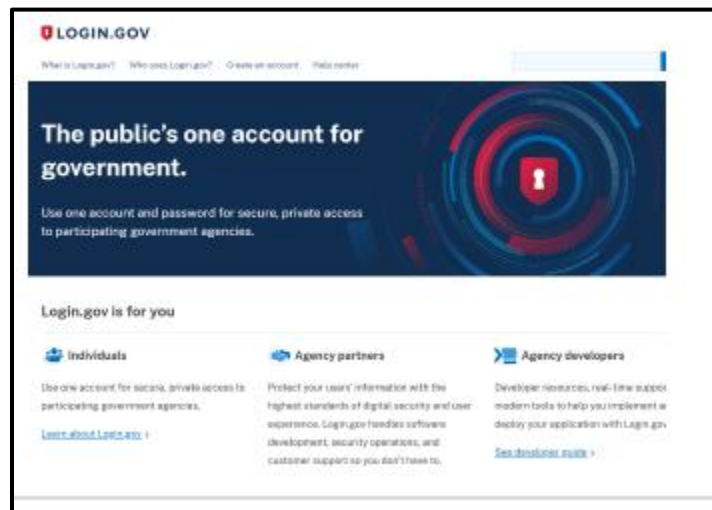 LOGIN.GOV
What is Login.gov? Who uses Login.gov? Create an account Help center
The public's one account for
government.
Use one account and password for secure, private access
to participating government agencies.
Login.gov is for you
Individuals
Use one account for secure, private access to
participating government agencies.
Learn about Login.gov ›
Agency partners
Protect your users' information with the
highest standards of digital security and user
experience. Login.gov handles software
development, security operations, and
customer support so you don't have to.
Agency developers
Developer resources, real-time suppor
modern tools to help you implement a
deploy your application with Login.gov
See developer guide ›